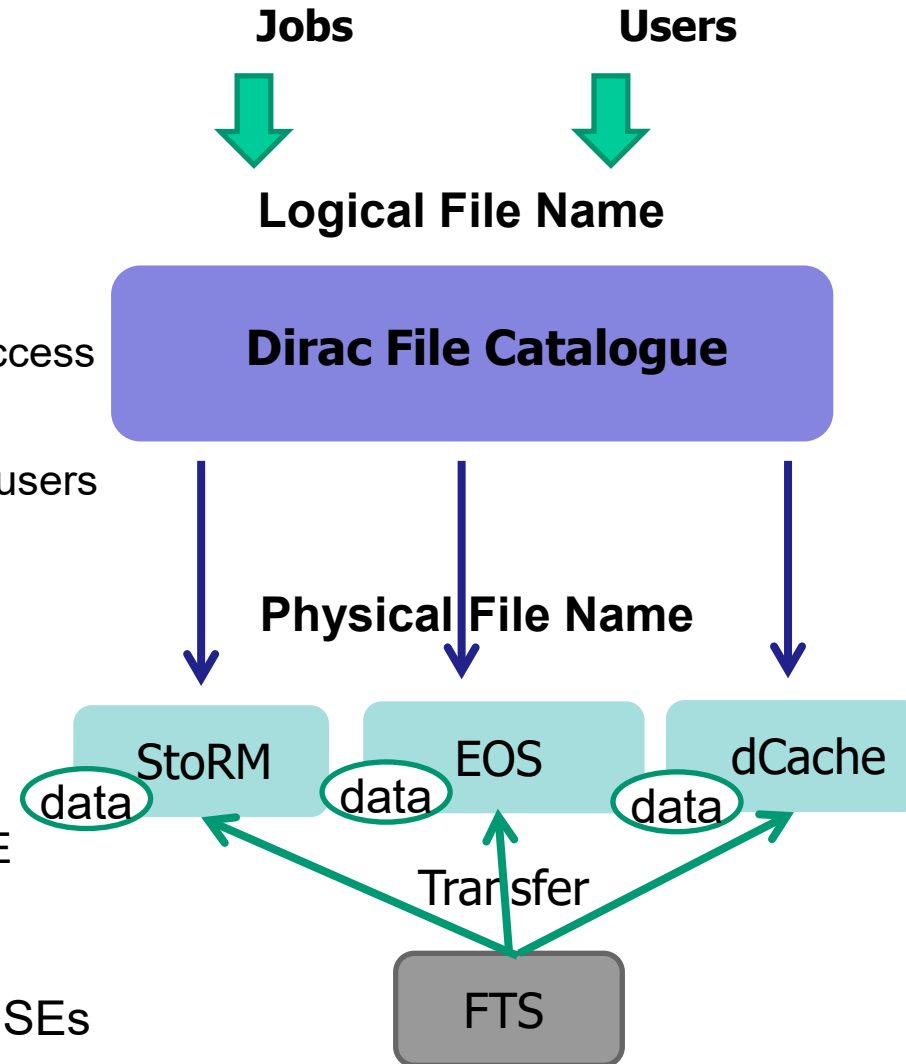 Jobs Users
Logical File Name
ccess
Dirac File Catalogue
users
Physical File Name
StoRM EOS dCache
data data data
E
Transfer
FTS
SEs